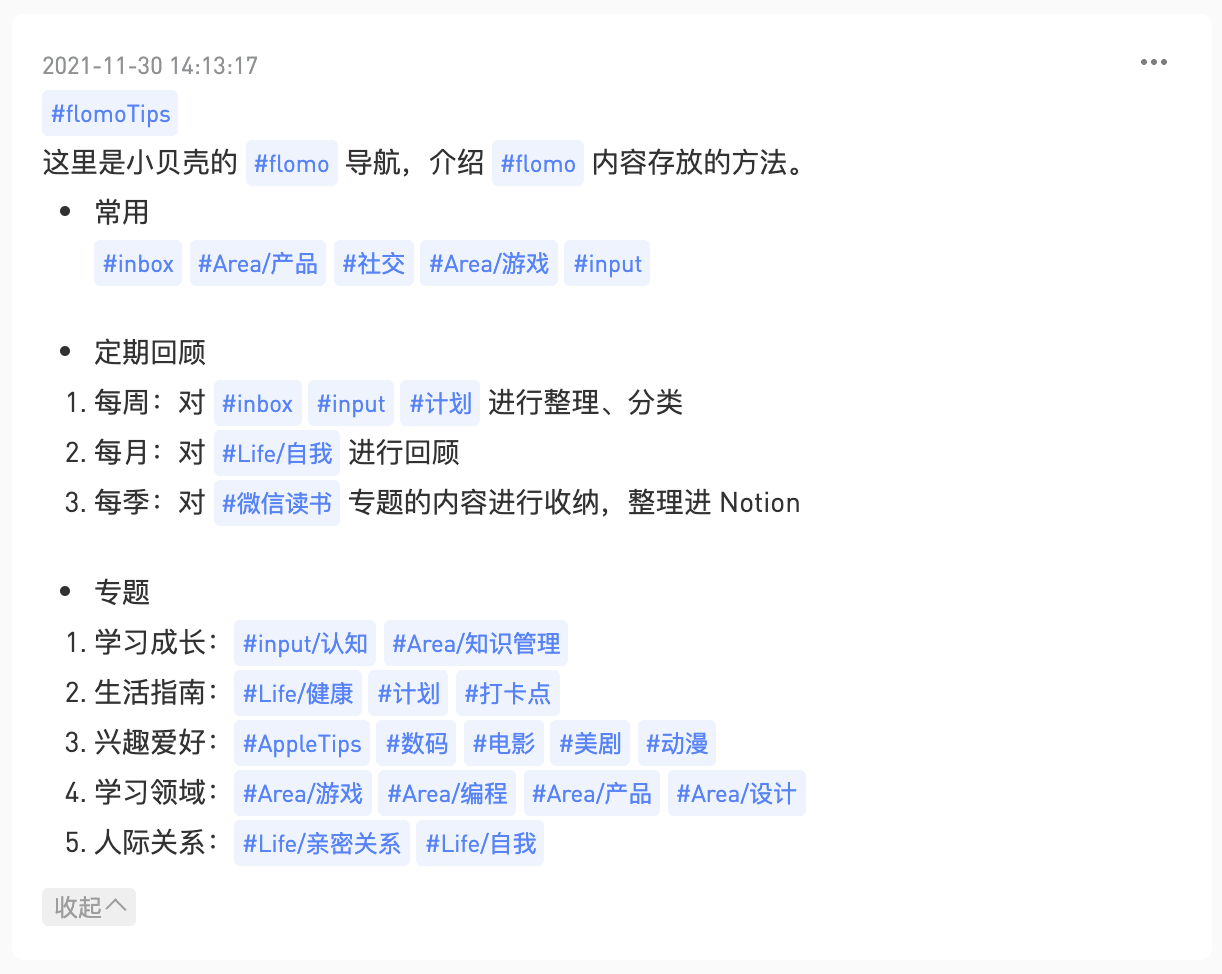 2021-11-30 14:13:17
#flomoTips
这里是小贝壳的 #flomo 导航，介绍 #flomo 内容存放的方法。
• 常用
#inbox #Area/产品 #社交 #Area/游戏 #input
• 定期回顾
1. 每周：对 #inbox #input #计划 进行整理、分类
2. 每月：对 #Life/自我 进行回顾
3. 每季：对 #微信读书 专题的内容进行收纳，整理进 Notion
• 专题
1. 学习成长： #input/认知 #Area/知识管理
2. 生活指南： #Life/健康 #计划 #打卡点
3. 兴趣爱好： #AppleTips #数码 #电影 #美剧 #动漫
4. 学习领域： #Area/游戏 #Area/编程 #Area/产品 #Area/设计
5. 人际关系： #Life/亲密关系 #Life/自我
收起